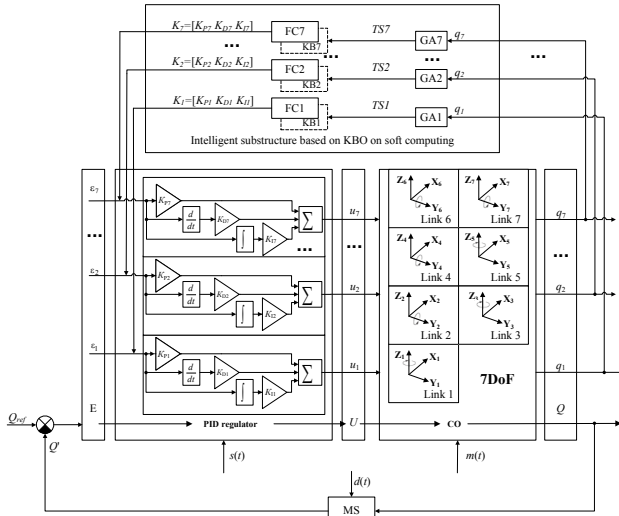 K7=[KP7 KD7 KI7] FC7 TS7 GA7 q7
... KB7 ... ... ...
K2=[KP2 KD2 KI2] FC2 TS2 GA2 q2
KB2
K1=[KP1 KD1 KI1] FC1 TS1 GA1 q1
KB1
Intelligent substructure based on KBO on soft computing
ε7 KP7 d/dt KD7 ∫ KI7 Σ u7
Z6 X6 Y6 Link 6
Z7 X7 Y7 Link 7
q7
... ... ... ...
Z4 X4 Y4 Link 4
Z5 X5 Y5 Link 5
ε2 KP2 d/dt KD2 ∫ KI2 Σ u2
Z2 X2 Y2 Link 2
Z3 X3 Y3 Link 3
q2
ε1 KP1 d/dt KD1 ∫ KI1 Σ u1
Z1 X1 Y1 Link 1
7DoF
q1
Qref E PID regulator U CO Q
Q'
s(t) m(t)
d(t)
MS